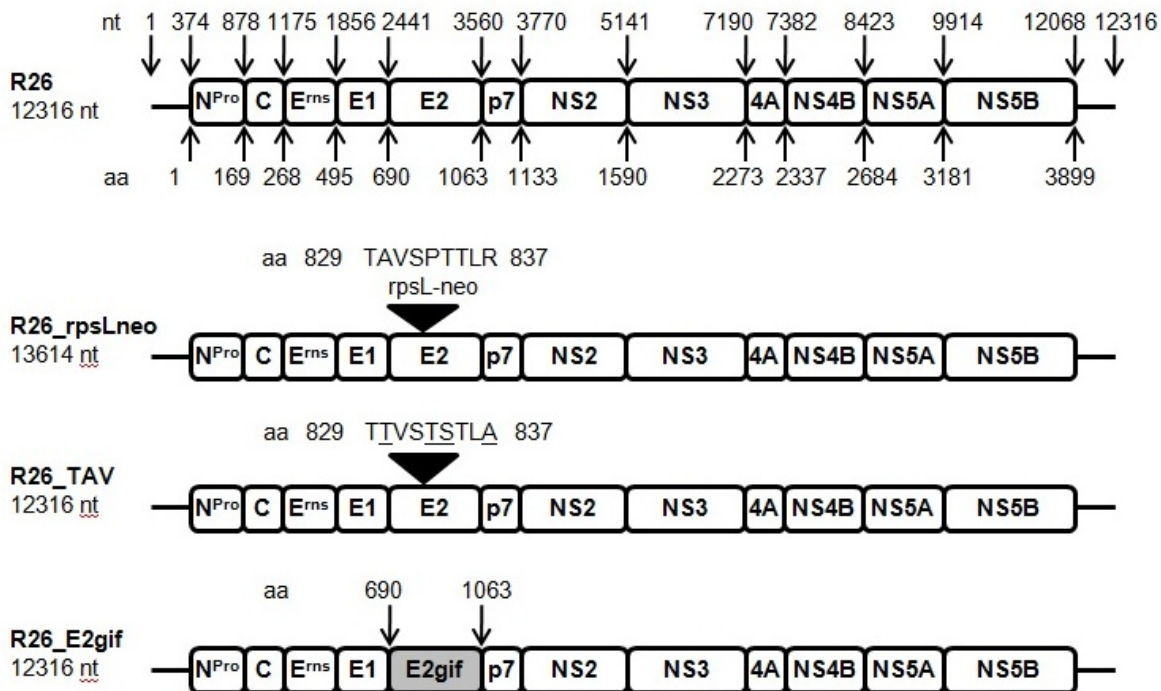 nt 1 374 878 1175 1856 2441 3560 3770 5141 7190 7382 8423 9914 12068 12316
R26
12316 nt
NPro C Erns E1 E2 p7 NS2 NS3 4A NS4B NS5A NS5B
aa 1 169 268 495 690 1063 1133 1590 2273 2337 2684 3181 3899
aa 829 TAVSPTTLR 837
rpsL-neo
R26_rpsLneo
13614 nt
NPro C Erns E1 E2 p7 NS2 NS3 4A NS4B NS5A NS5B
aa 829 TTVSTSTLA 837
R26_TAV
12316 nt
NPro C Erns E1 E2 p7 NS2 NS3 4A NS4B NS5A NS5B
aa 690 1063
R26_E2gif
12316 nt
NPro C Erns E1 E2gif p7 NS2 NS3 4A NS4B NS5A NS5B